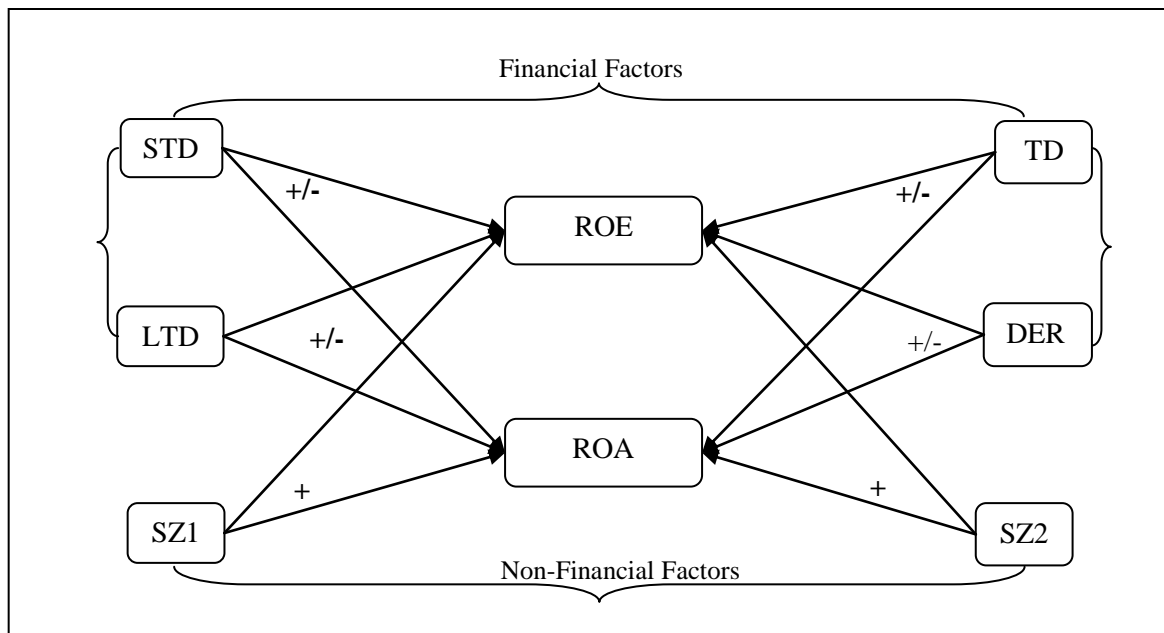 Financial Factors
STD
TD
+/-
+/-
ROE
LTD
DER
+/-
+/-
ROA
+
+
SZ1
SZ2
Non-Financial Factors